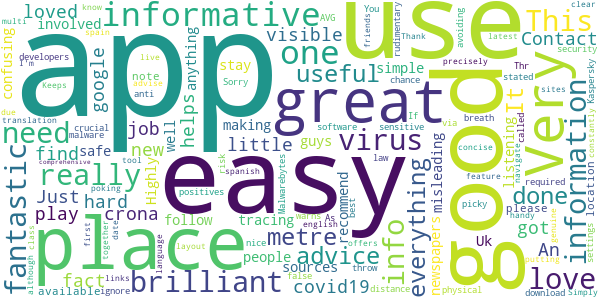 app
easy
good
use
place
great
Very
informative
fantastic
brilliant
really
virus
advice
information
love
need
one
useful
This
everything
info
metre
covid19
done
An
It
Uk
got
Contact
visible
simple
little
job
new
find
play
hard
Just
fact
crona
follow
tracing
people
sources
recommend
Highly
helps
anything
stay
note
safe
well
making
guys
google
loved
involved
confusing
newspapers
misleading
listening
location
please
available
multi
know
AVG
friends
You
avoiding
rudimentary
Thank
latest
clear
security
stated
sites
precisely
Kaspersky
Thr
called
breath
via
sensitive
If
software
concise
feature
required
navigate
constantly
settings
picky
handy
genuine
putting
download
simply
physical
distance
throw
false
offers
best
law
As
english
warns
nice
risk
spanish
Malwarebytes
positives
poking
tool
links
ignore
language
date
together
layout
first
class
although
comprehensive
malware
crucial
anti
due
translation
Keeps
developers
I'm
spain
live
advise
Sorry